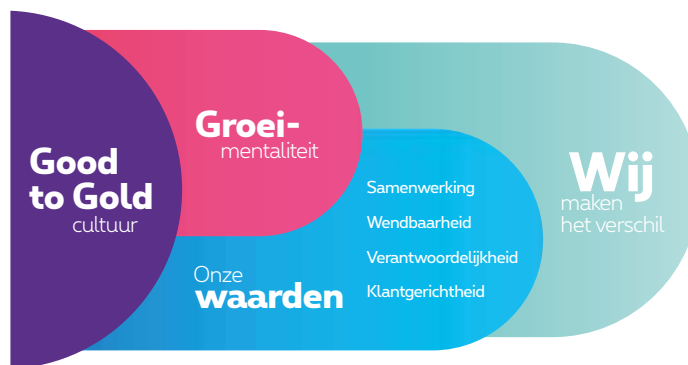 Good
to Gold
cultuur
Groei-
mentaliteit
Onze
waarden
Samenwerking
Wendbaarheid
Verantwoordelijkheid
Klantgerichtheid
Wij
maken
het verschil